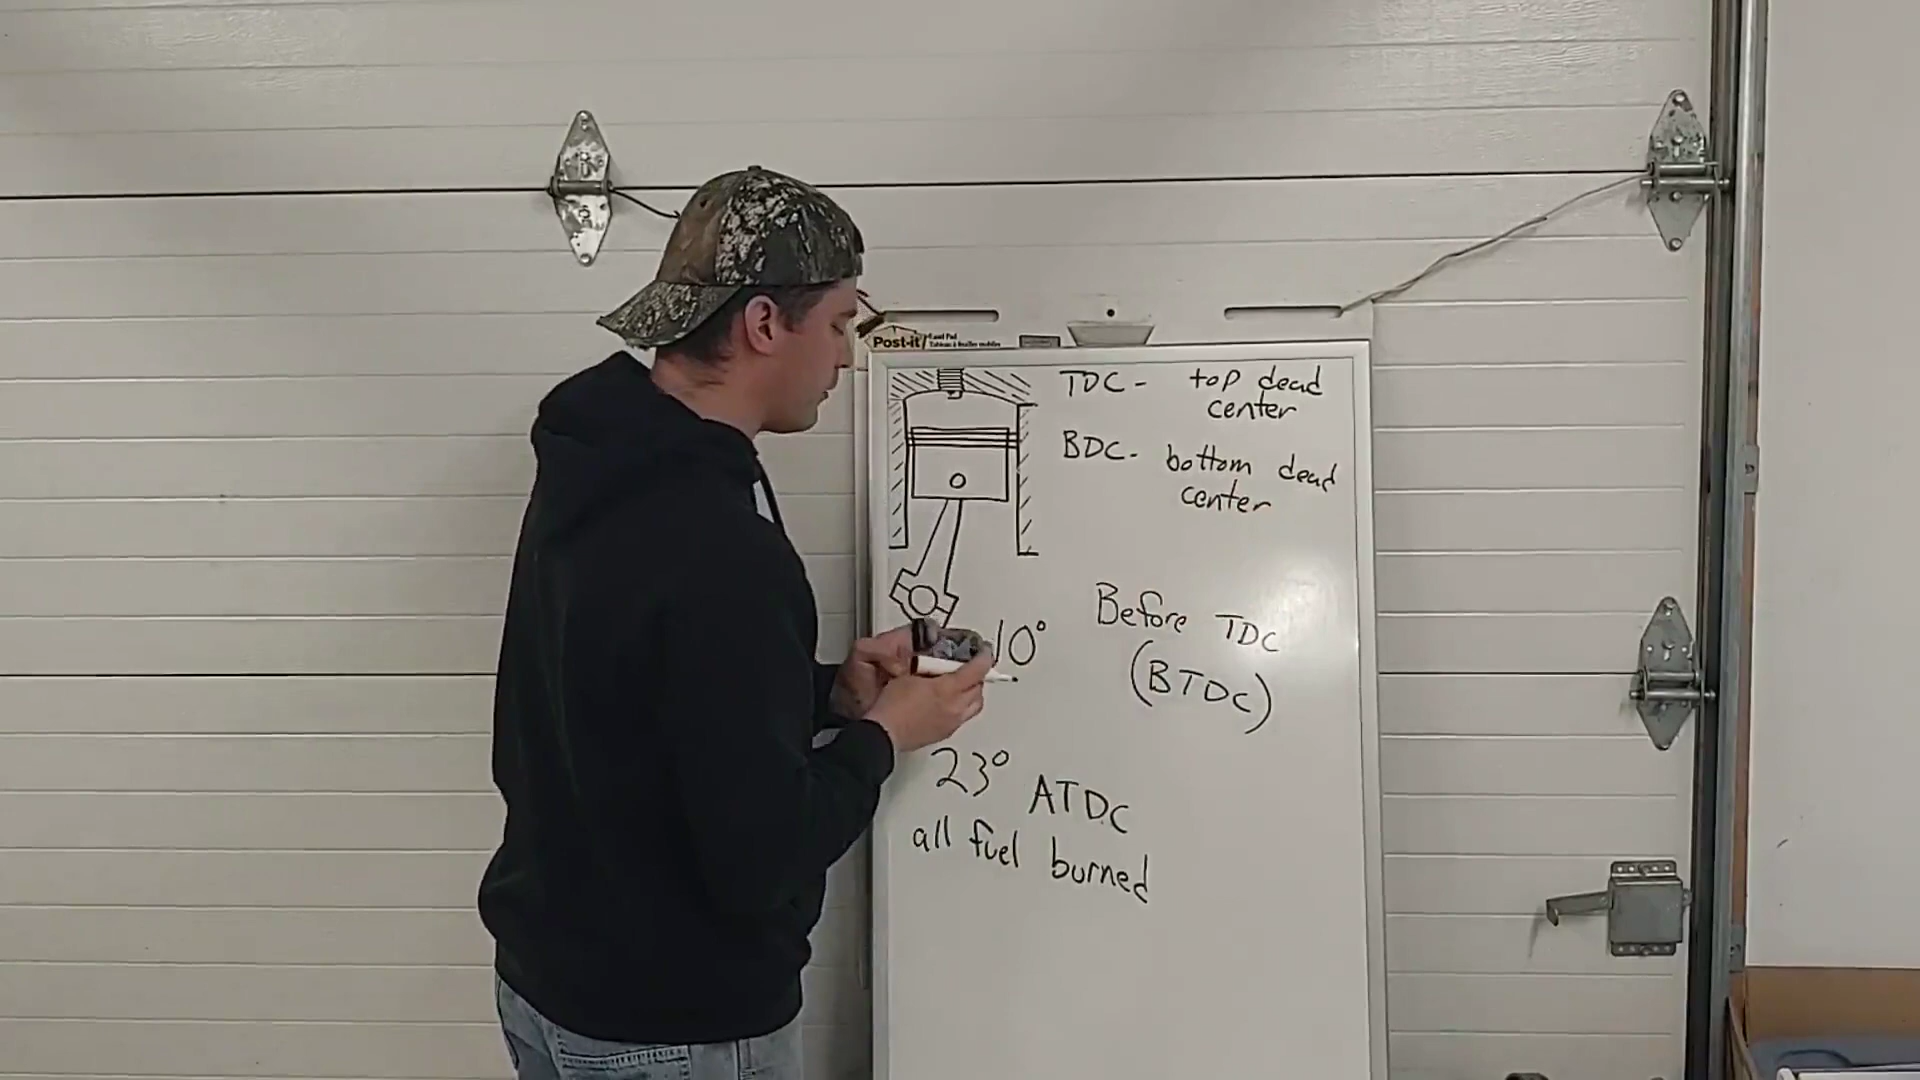 Post-it
TDC - top dead
center
BDC - bottom dead
center
10°
Before TDC
(BTDC)
23° ATDC
all fuel burned